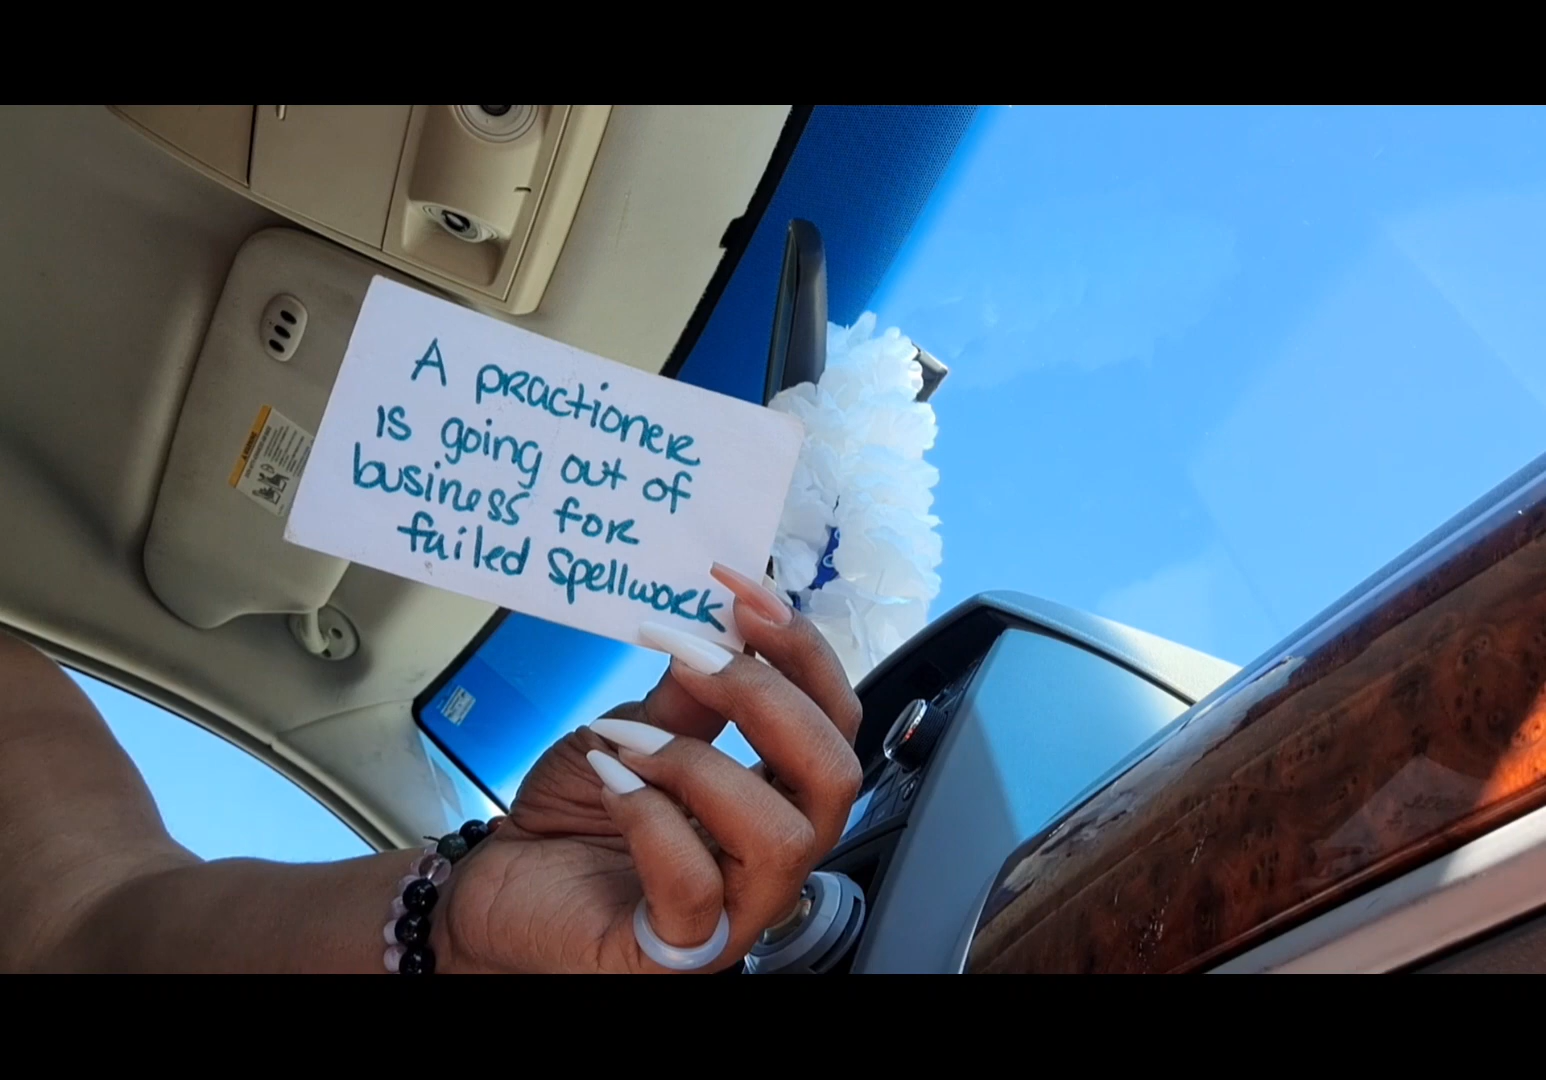 A practioner
is going out of
business for
failed spellwork